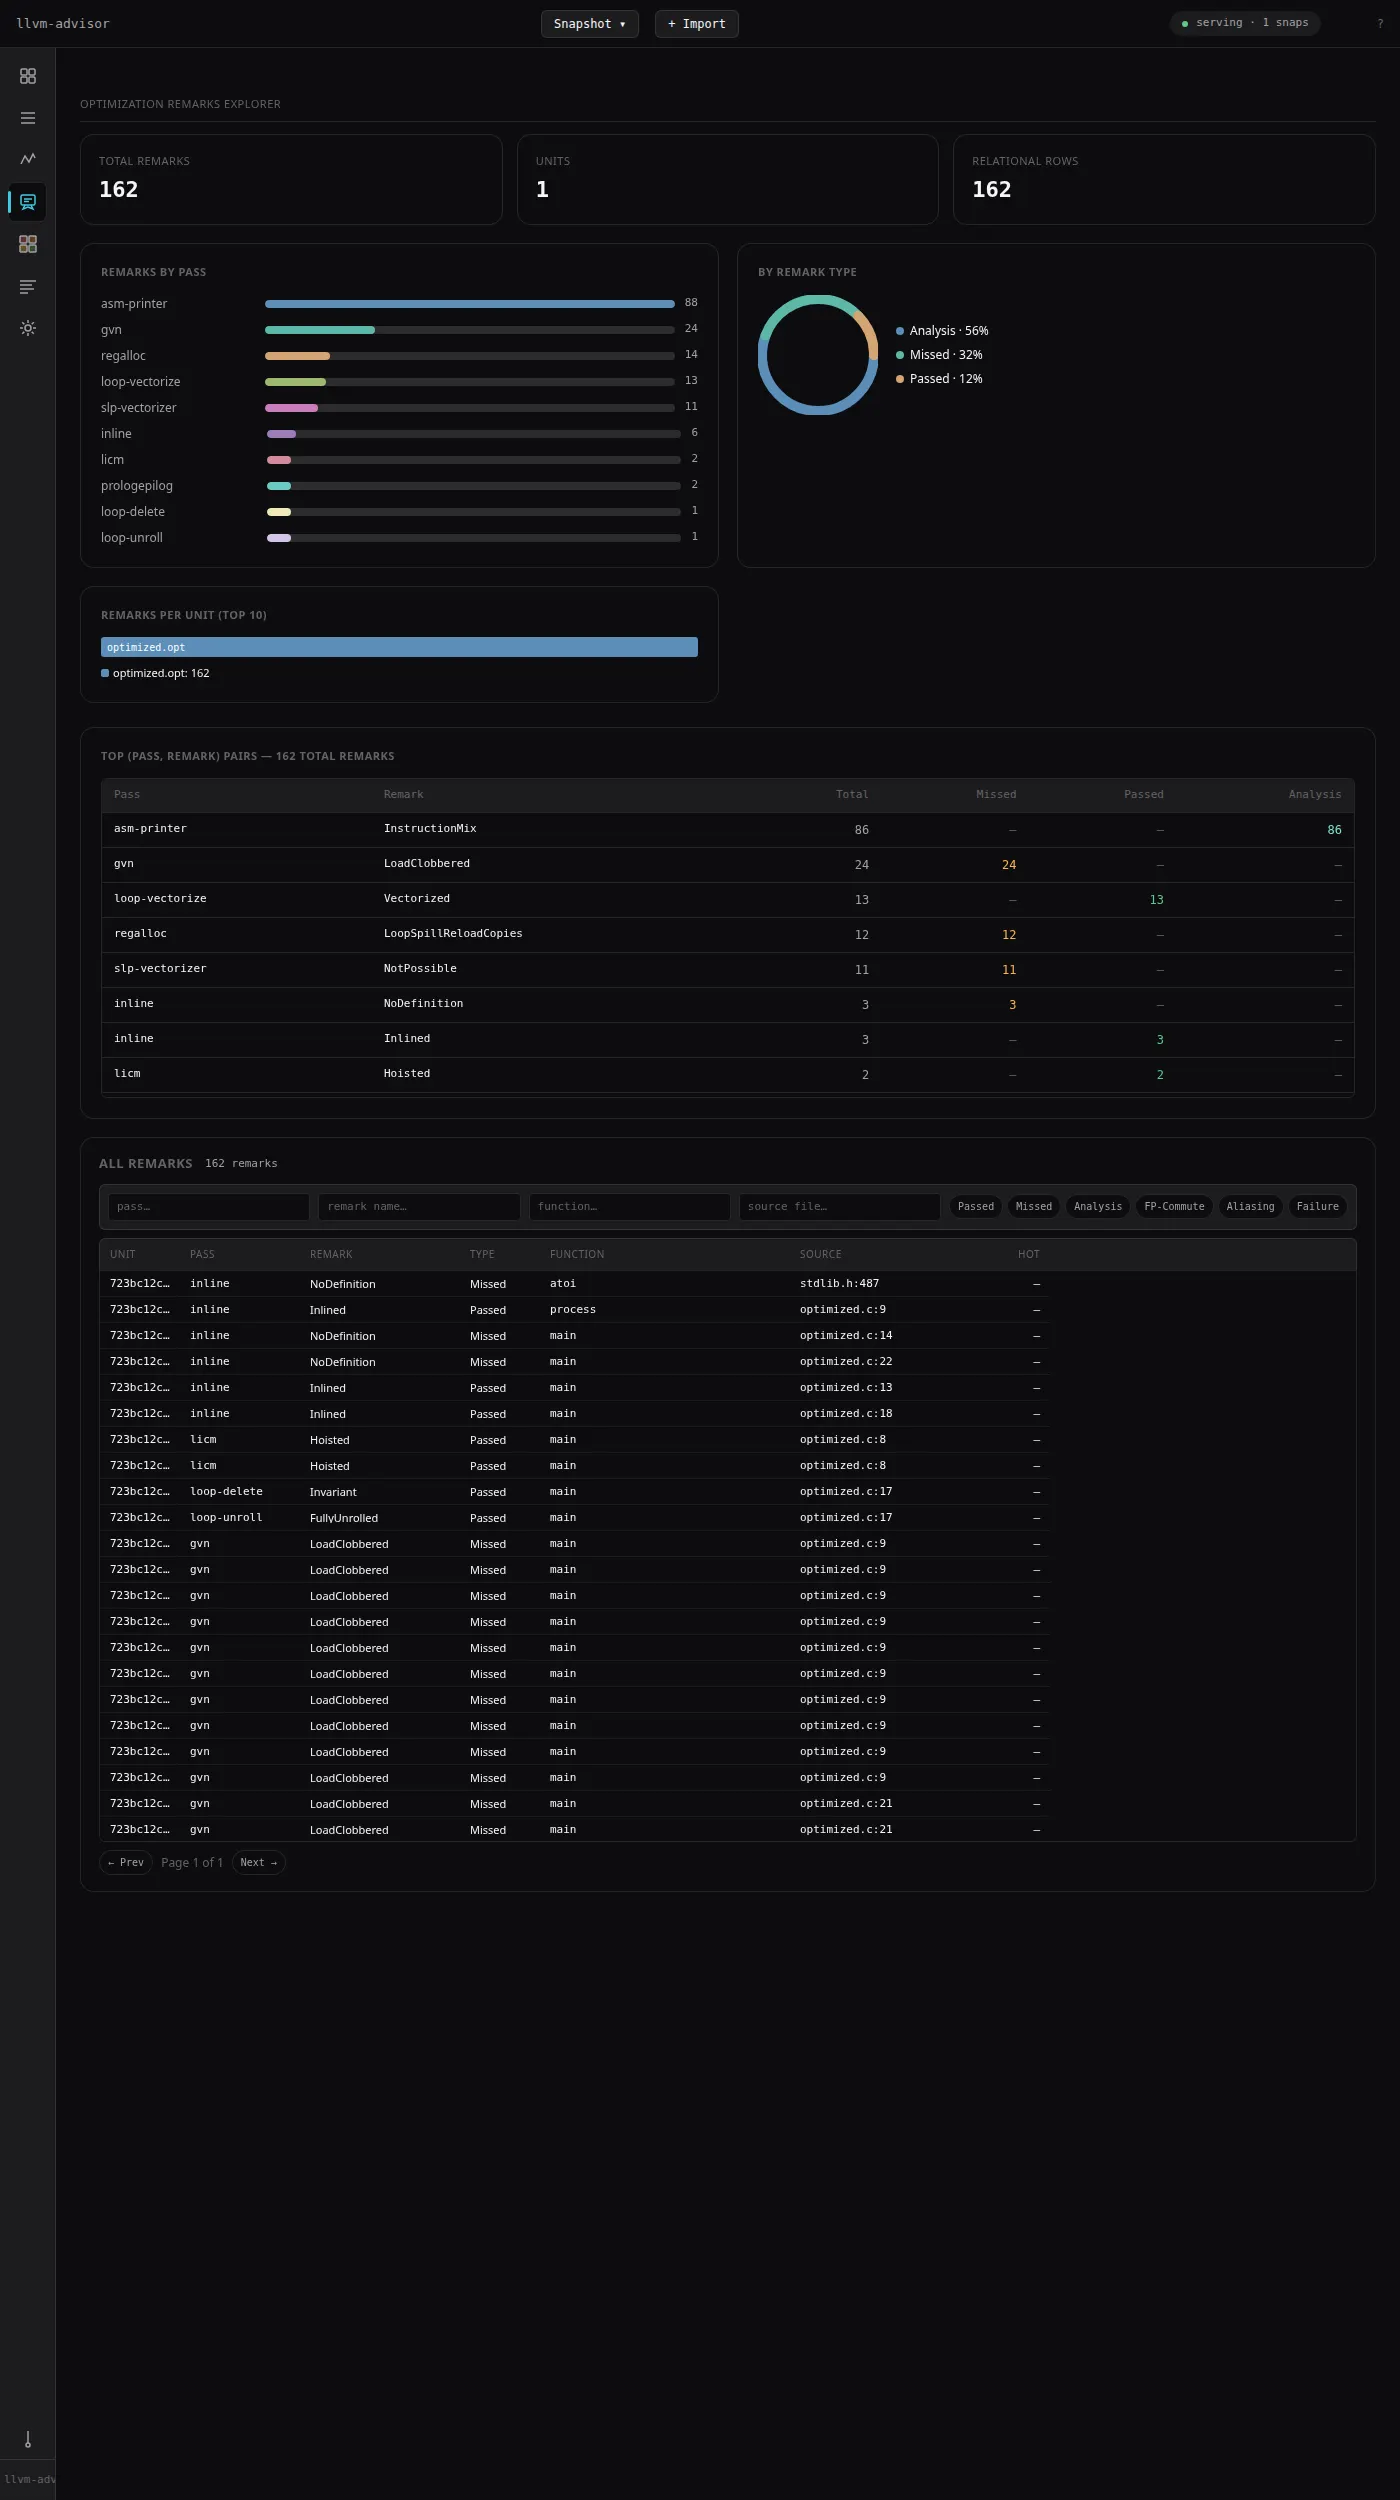 llvm-advisor Snapshot ▾ + Import serving · 1 snaps ?
OPTIMIZATION REMARKS EXPLORER
TOTAL REMARKS UNITS RELATIONAL ROWS
162 1 162
REMARKS BY PASS
asm-printer 88
gvn 24
regalloc 14
loop-vectorize 13
slp-vectorizer 11
inline 6
licm 2
prologepilog 2
loop-delete 1
loop-unroll 1
BY REMARK TYPE
Analysis · 56%
Missed · 32%
Passed · 12%
REMARKS PER UNIT (TOP 10)
optimized.opt
optimized.opt: 162
TOP (PASS, REMARK) PAIRS — 162 TOTAL REMARKS
Pass Remark Total Missed Passed Analysis
asm-printer InstructionMix 86 — — 86
gvn LoadClobbered 24 24 — —
loop-vectorize Vectorized 13 — 13 —
regalloc LoopSpillReloadCopies 12 12 — —
slp-vectorizer NotPossible 11 11 — —
inline NoDefinition 3 3 — —
inline Inlined 3 — 3 —
licm Hoisted 2 — 2 —
ALL REMARKS 162 remarks
pass… remark name… function… source file… Passed Missed Analysis FP-Commute Aliasing Failure
UNIT PASS REMARK TYPE FUNCTION SOURCE HOT
723bc12c… inline NoDefinition Missed atoi stdlib.h:487 —
723bc12c… inline Inlined Passed process optimized.c:9 —
723bc12c… inline NoDefinition Missed main optimized.c:14 —
723bc12c… inline NoDefinition Missed main optimized.c:22 —
723bc12c… inline Inlined Passed main optimized.c:13 —
723bc12c… inline Inlined Passed main optimized.c:18 —
723bc12c… licm Hoisted Passed main optimized.c:8 —
723bc12c… licm Hoisted Passed main optimized.c:8 —
723bc12c… loop-delete Invariant Passed main optimized.c:17 —
723bc12c… loop-unroll FullyUnrolled Passed main optimized.c:17 —
723bc12c… gvn LoadClobbered Missed main optimized.c:9 —
723bc12c… gvn LoadClobbered Missed main optimized.c:9 —
723bc12c… gvn LoadClobbered Missed main optimized.c:9 —
723bc12c… gvn LoadClobbered Missed main optimized.c:9 —
723bc12c… gvn LoadClobbered Missed main optimized.c:9 —
723bc12c… gvn LoadClobbered Missed main optimized.c:9 —
723bc12c… gvn LoadClobbered Missed main optimized.c:9 —
723bc12c… gvn LoadClobbered Missed main optimized.c:9 —
723bc12c… gvn LoadClobbered Missed main optimized.c:9 —
723bc12c… gvn LoadClobbered Missed main optimized.c:9 —
723bc12c… gvn LoadClobbered Missed main optimized.c:21 —
723bc12c… gvn LoadClobbered Missed main optimized.c:21 —
← Prev Page 1 of 1 Next →
llvm-adv